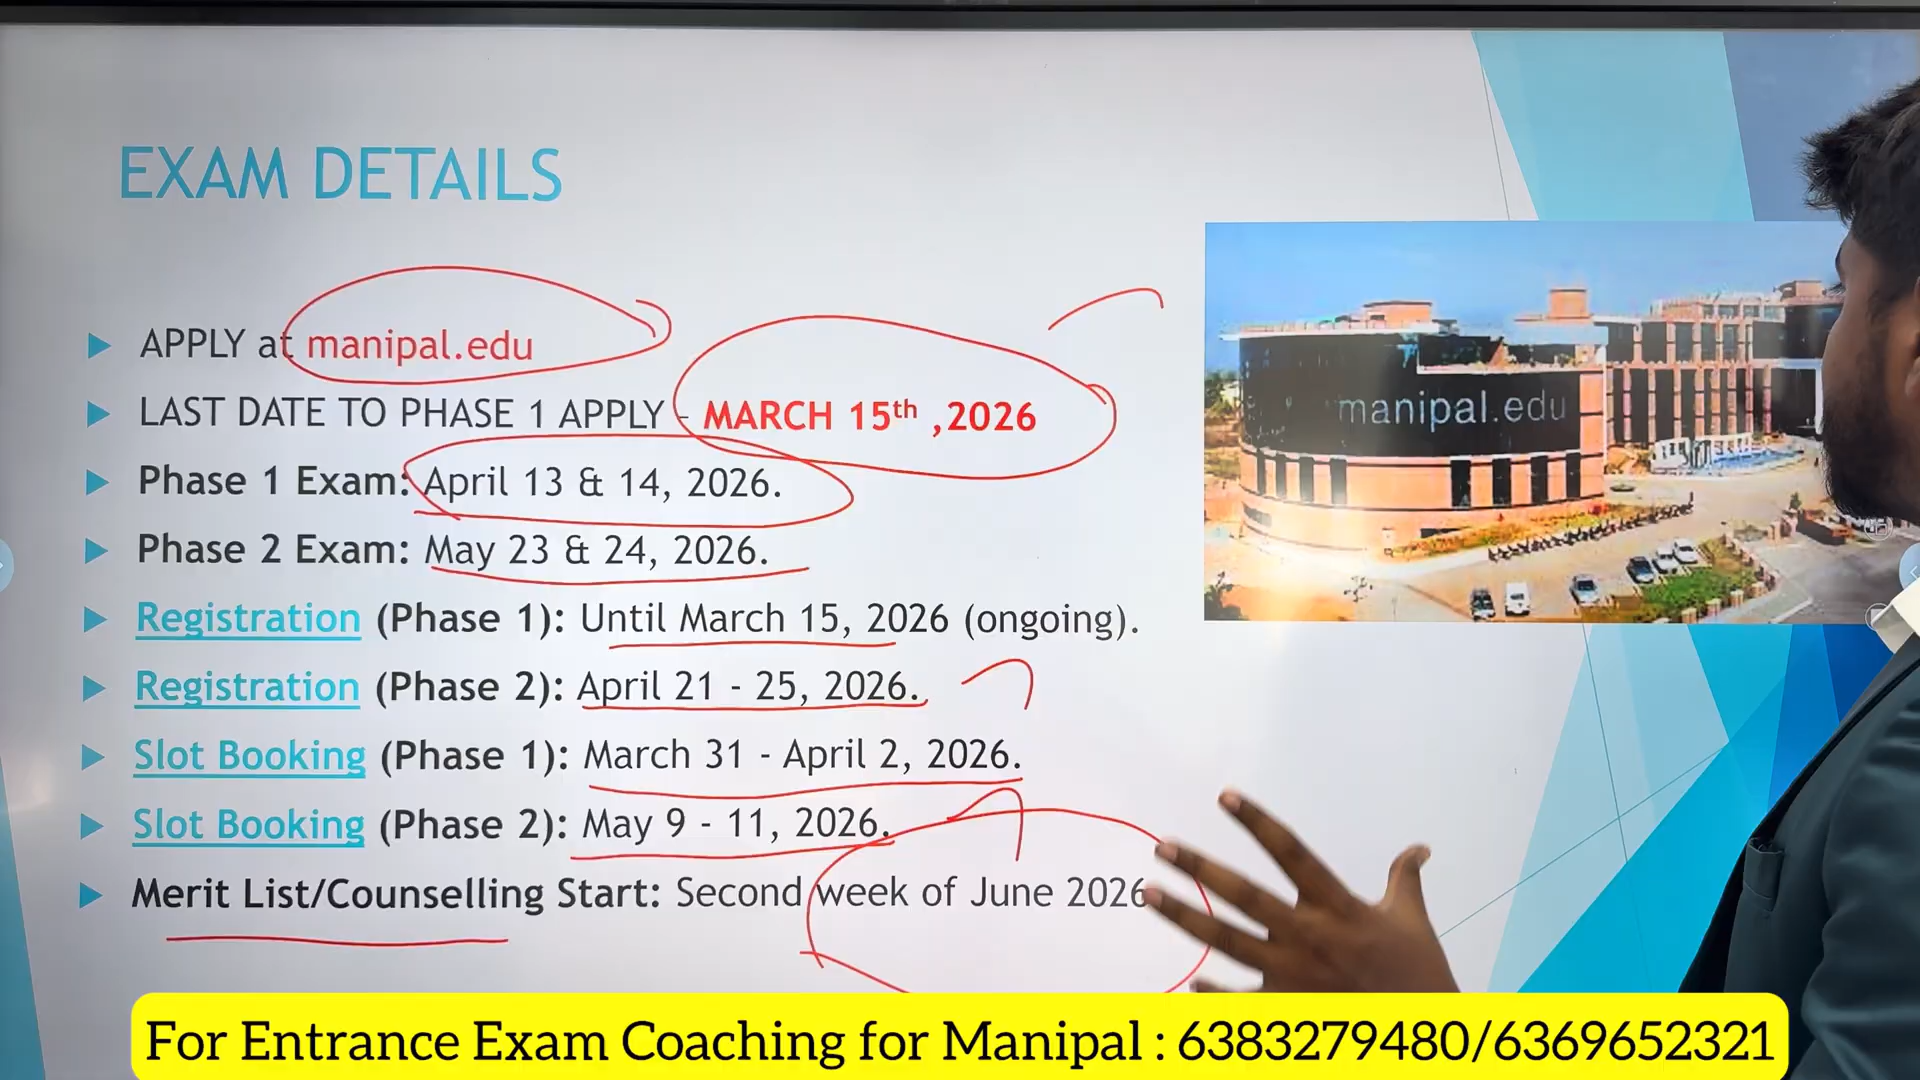 EXAM DETAILS
APPLY at manipal.edu
LAST DATE TO PHASE 1 APPLY - MARCH 15th ,2026
Phase 1 Exam: April 13 & 14, 2026.
Phase 2 Exam: May 23 & 24, 2026.
Registration (Phase 1): Until March 15, 2026 (ongoing).
Registration (Phase 2): April 21 - 25, 2026.
Slot Booking (Phase 1): March 31 - April 2, 2026.
Slot Booking (Phase 2): May 9 - 11, 2026.
Merit List/Counselling Start: Second week of June 2026
manipal.edu
For Entrance Exam Coaching for Manipal : 6383279480/6369652321